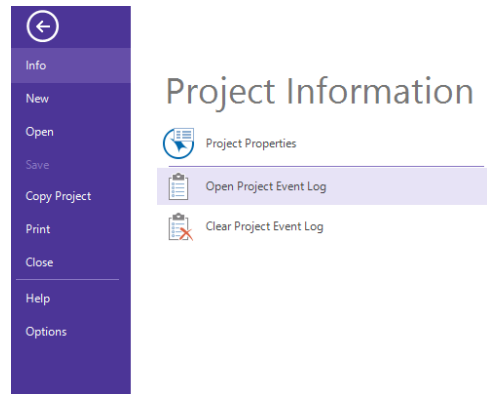 Info
New
Open
Save
Copy Project
Print
Close
Help
Options
Project Information
Project Properties
Open Project Event Log
Clear Project Event Log